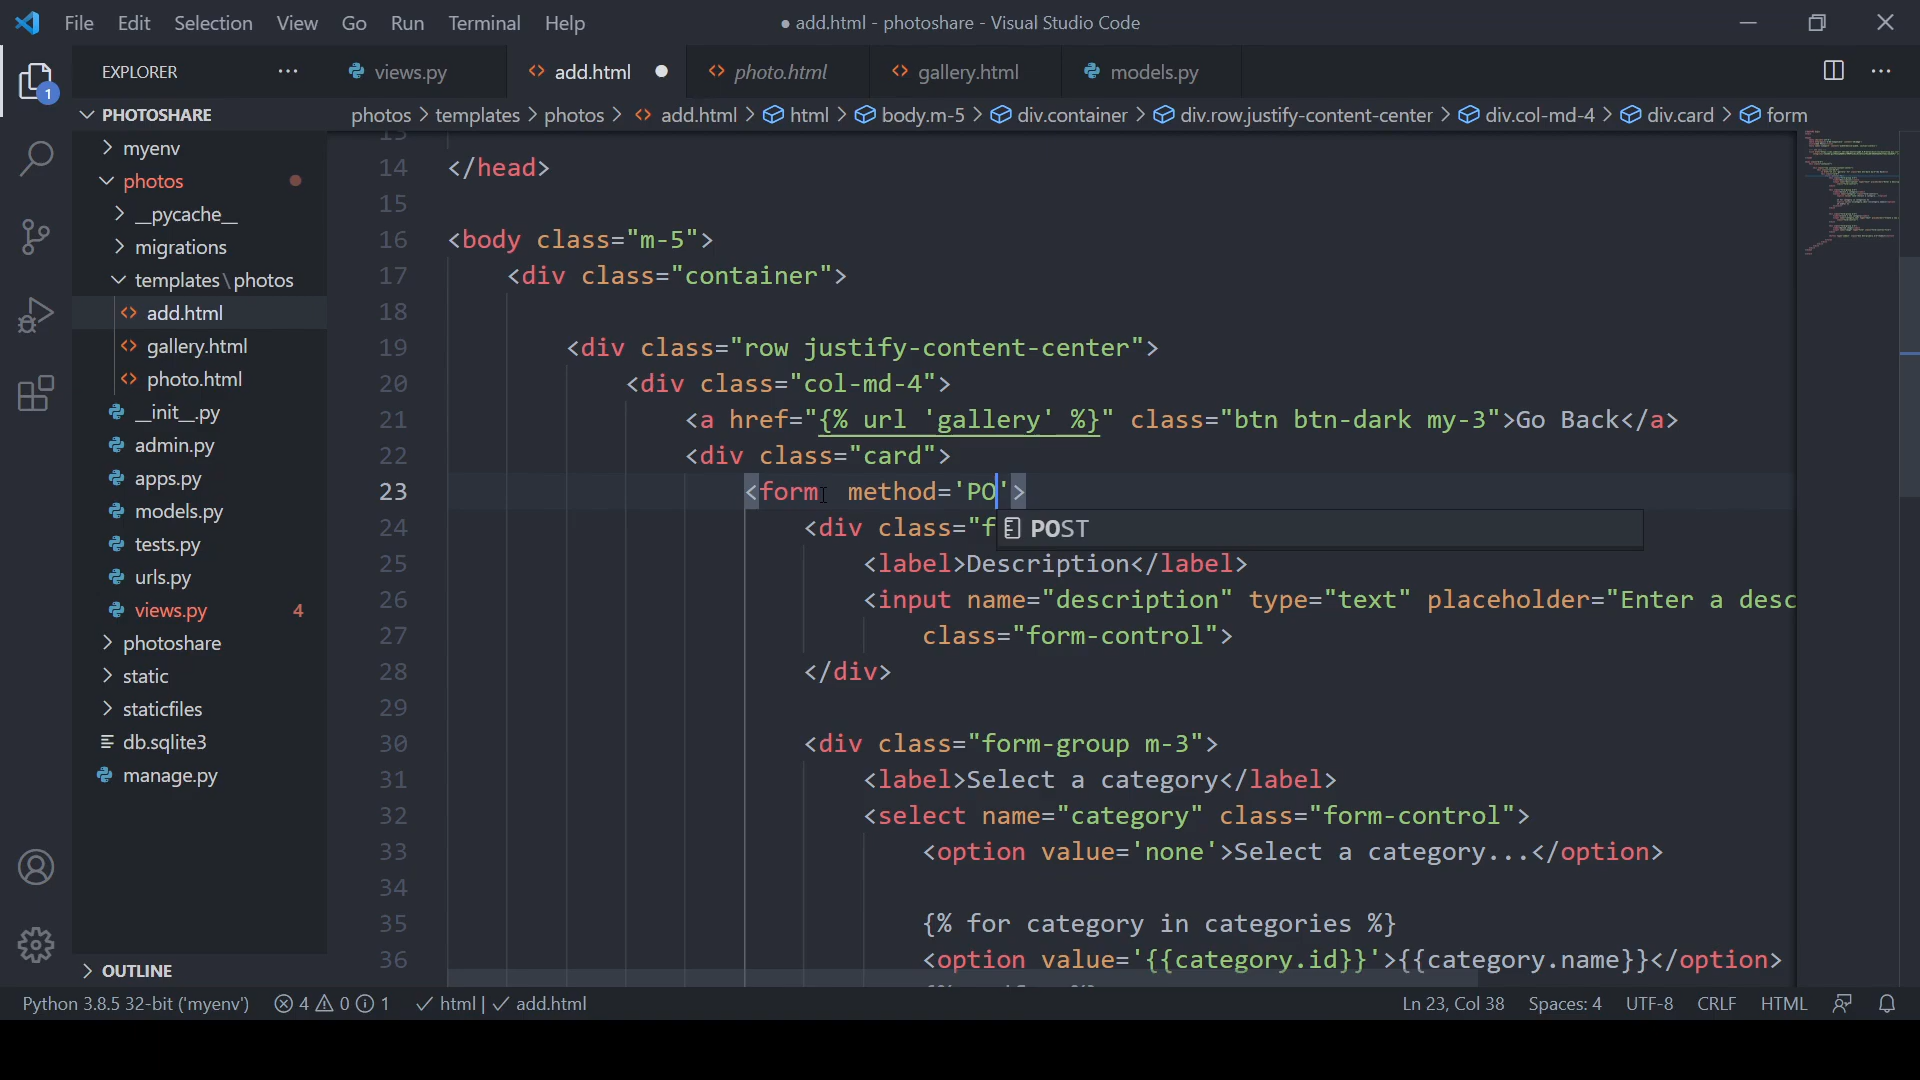 File Edit Selection View Go Run Terminal Help
● add.html - photoshare - Visual Studio Code
EXPLORER
views.py
add.html
photo.html
gallery.html
models.py
photos > templates > photos > add.html > html > body.m-5 > div.container > div.row.justify-content-center > div.col-md-4 > div.card > form
1
PHOTOSHARE
myenv
photos
__pycache__
migrations
templates\photos
add.html
gallery.html
photo.html
__init__.py
admin.py
apps.py
models.py
tests.py
urls.py
views.py 4
photoshare
static
staticfiles
db.sqlite3
manage.py
OUTLINE
13
14 </head>
15
16 <body class="m-5">
17 <div class="container">
18
19 <div class="row justify-content-center">
20 <div class="col-md-4">
21 <a href="{% url 'gallery' %}" class="btn btn-dark my-3">Go Back</a>
22 <div class="card">
23 <form  method='PO'>
24 <div class="f
POST
25 <label>Description</label>
26 <input name="description" type="text" placeholder="Enter a desc
27 class="form-control">
28 </div>
29
30 <div class="form-group m-3">
31 <label>Select a category</label>
32 <select name="category" class="form-control">
33 <option value='none'>Select a category...</option>
34
35 {% for category in categories %}
36 <option value='{{category.id}}'>{{category.name}}</option>
Python 3.8.5 32-bit ('myenv') 4 0 1 ✓ html | ✓ add.html
Ln 23, Col 38 Spaces: 4 UTF-8 CRLF HTML